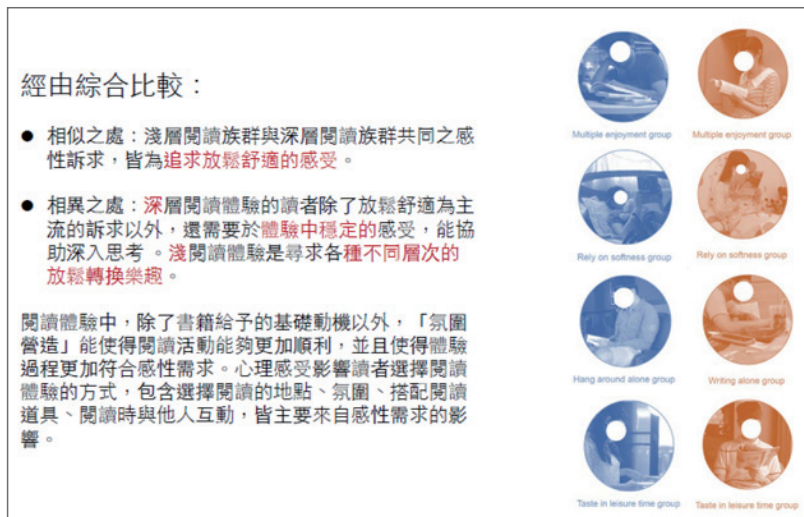 經由綜合比較：
● 相似之處：淺層閱讀族群與深層閱讀族群共同之感
性訴求，皆為追求放鬆舒適的感受。
● 相異之處：深層閱讀體驗的讀者除了放鬆舒適為主
流的訴求以外，還需要於體驗中穩定的感受，能協
助深入思考 。淺閱讀體驗是尋求各種不同層次的
放鬆轉換樂趣。
閱讀體驗中，除了書籍給予的基礎動機以外，「氛圍
營造」能使得閱讀活動能夠更加順利，並且使得體驗
過程更加符合感性需求。心理感受影響讀者選擇閱讀
體驗的方式，包含選擇閱讀的地點、氛圍、搭配閱讀
道具、閱讀時與他人互動，皆主要來自感性需求的影
響。
Multiple enjoyment group
Multiple enjoyment group
Rely on softness group
Rely on softness group
Hang around alone group
Writing alone group
Taste in leisure time group
Taste in leisure time group